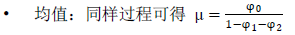 • 均值：同样过程可得 μ = φ₀ / (1−φ₁−φ₂)